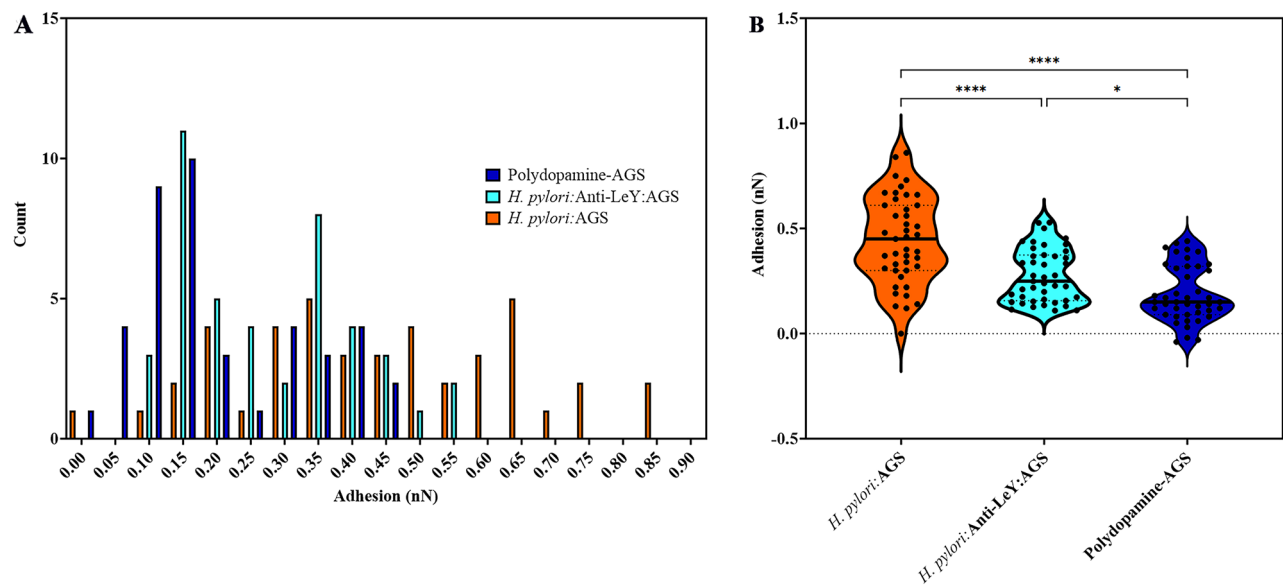 A
15
10
5
0
Count
Polydopamine-AGS
H. pylori:Anti-LeY:AGS
H. pylori:AGS
0.00 0.05 0.10 0.15 0.20 0.25 0.30 0.35 0.40 0.45 0.50 0.55 0.60 0.65 0.70 0.75 0.80 0.85 0.90
Adhesion (nN)
B
1.5
1.0
0.5
0.0
-0.5
Adhesion (nN)
****
**** *
H. pylori:AGS
H. pylori:Anti-LeY:AGS
Polydopamine-AGS